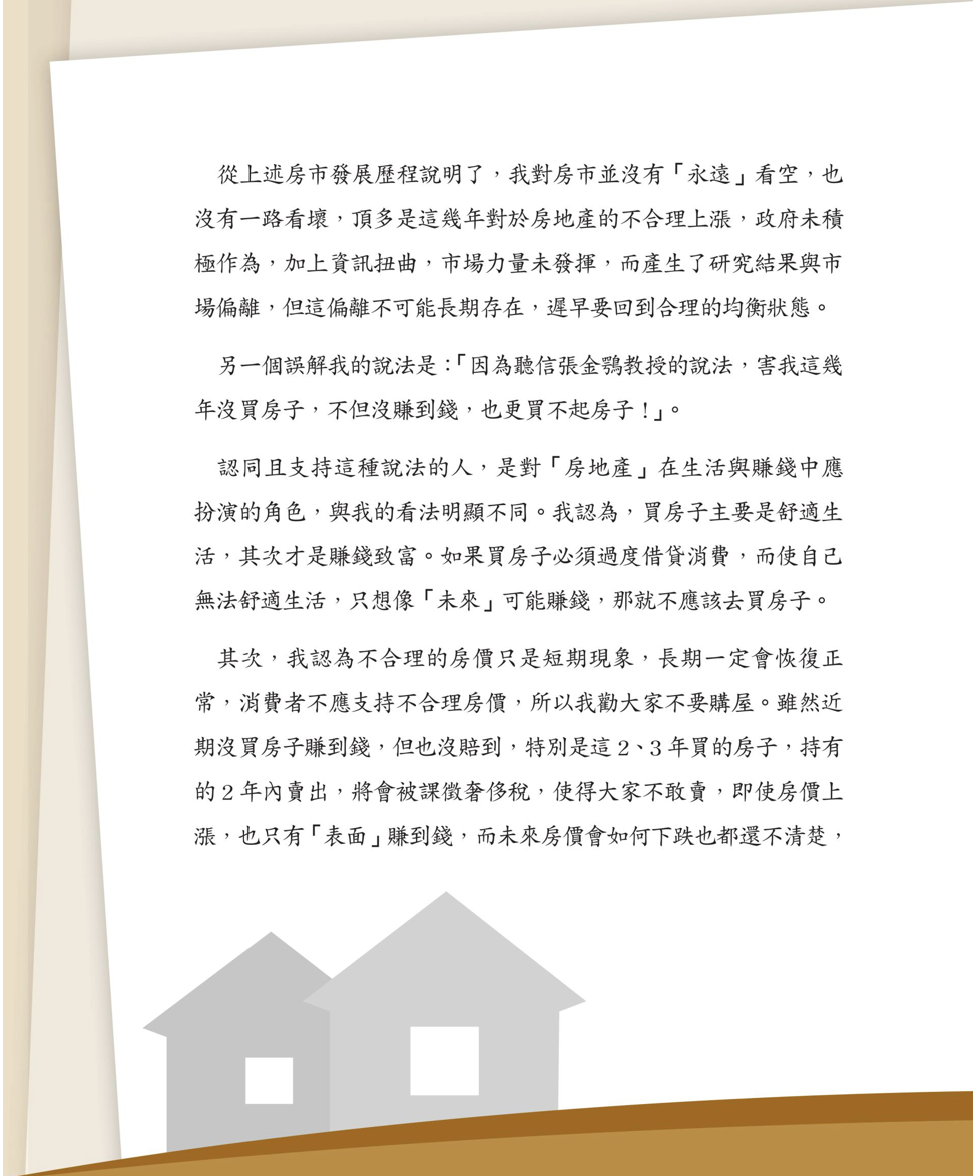 從上述房市發展歷程說明了，我對房市並沒有「永遠」看空，也
沒有一路看壞，頂多是這幾年對於房地產的不合理上漲，政府未積
極作為，加上資訊扭曲，市場力量未發揮，而產生了研究結果與市
場偏離，但這偏離不可能長期存在，遲早要回到合理的均衡狀態。
另一個誤解我的說法是：「因為聽信張金鶚教授的說法，害我這幾
年沒買房子，不但沒賺到錢，也更買不起房子！」。
認同且支持這種說法的人，是對「房地產」在生活與賺錢中應
扮演的角色，與我的看法明顯不同。我認為，買房子主要是舒適生
活，其次才是賺錢致富。如果買房子必須過度借貸消費，而使自己
無法舒適生活，只想像「未來」可能賺錢，那就不應該去買房子。
其次，我認為不合理的房價只是短期現象，長期一定會恢復正
常，消費者不應支持不合理房價，所以我勸大家不要購屋。雖然近
期沒買房子賺到錢，但也沒賠到，特別是這2、3年買的房子，持有
的2年內賣出，將會被課徵奢侈稅，使得大家不敢賣，即使房價上
漲，也只有「表面」賺到錢，而未來房價會如何下跌也都還不清楚，